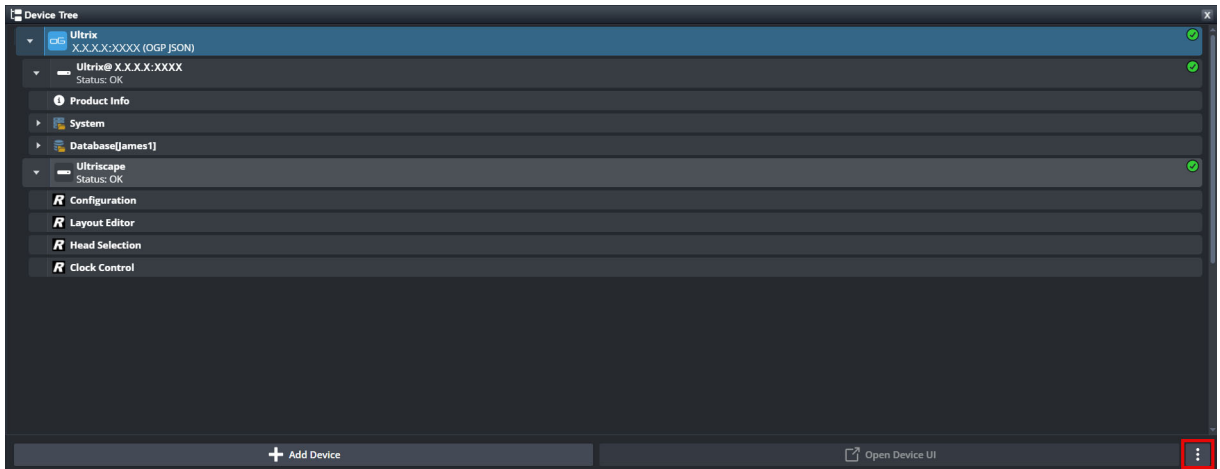 Device Tree
Ultrix
X.X.X.X:XXXX (OGP JSON)
Ultrix@ X.X.X.X:XXXX
Status: OK
Product Info
System
Database[James1]
Ultriscape
Status: OK
Configuration
Layout Editor
Head Selection
Clock Control
Add Device
Open Device UI